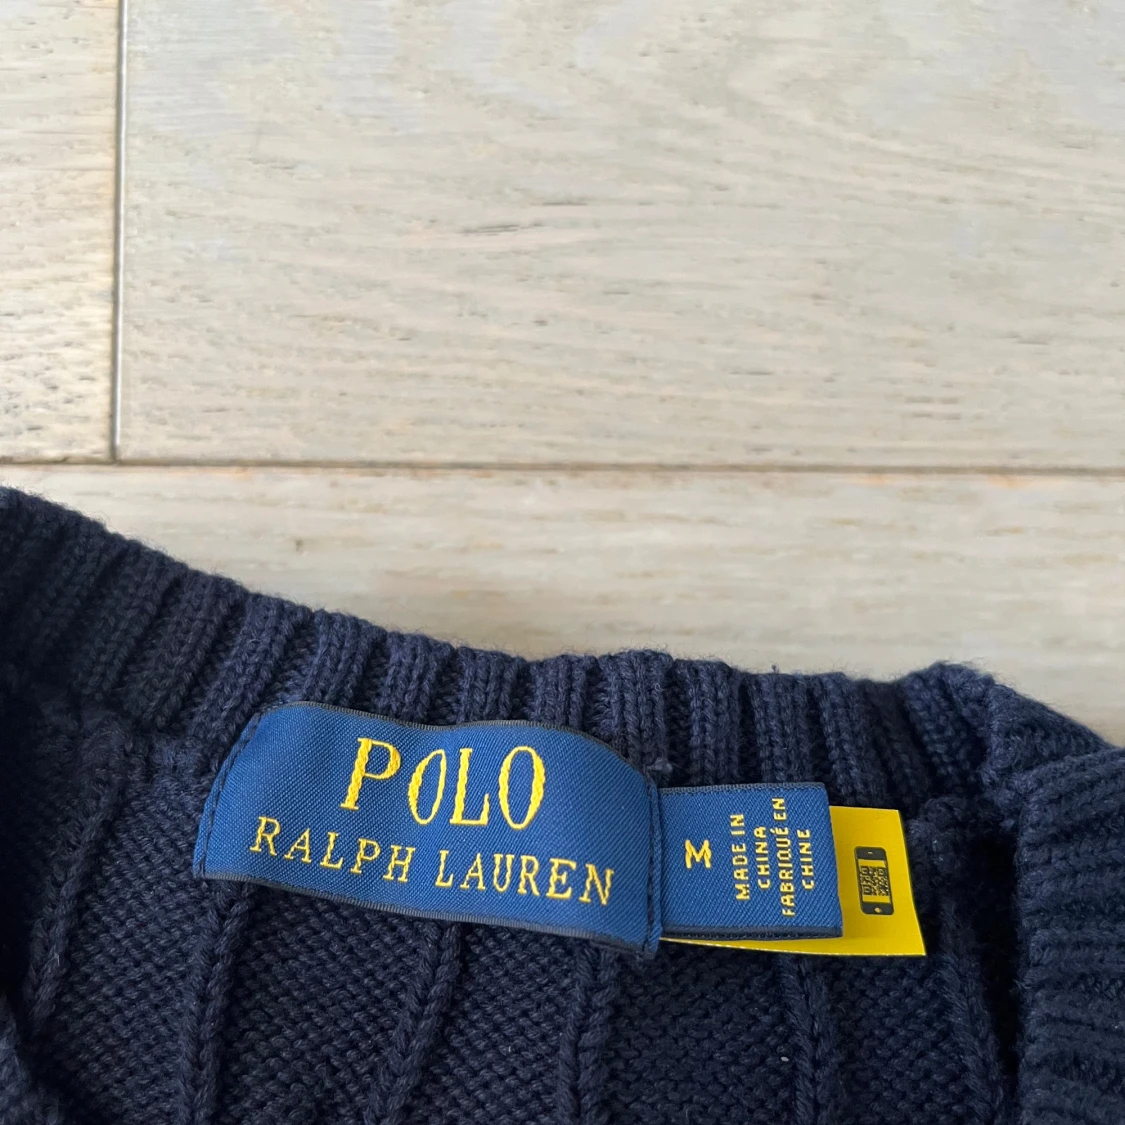 POLO
RALPH LAUREN
M
MADE IN
CHINA
FABRIQUÉ EN
CHINE